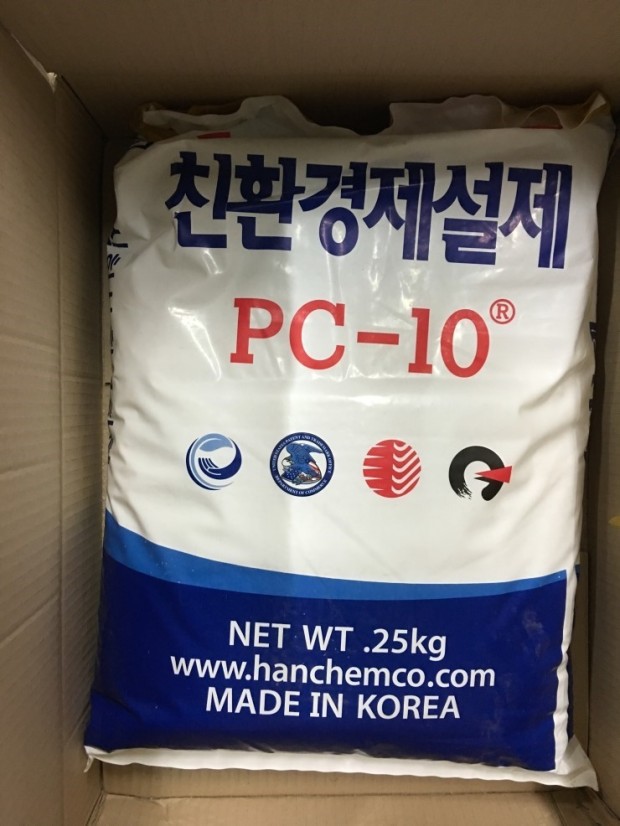 친환경제설제
PC-10®
NET WT .25kg
www.hanchemco.com
MADE IN KOREA